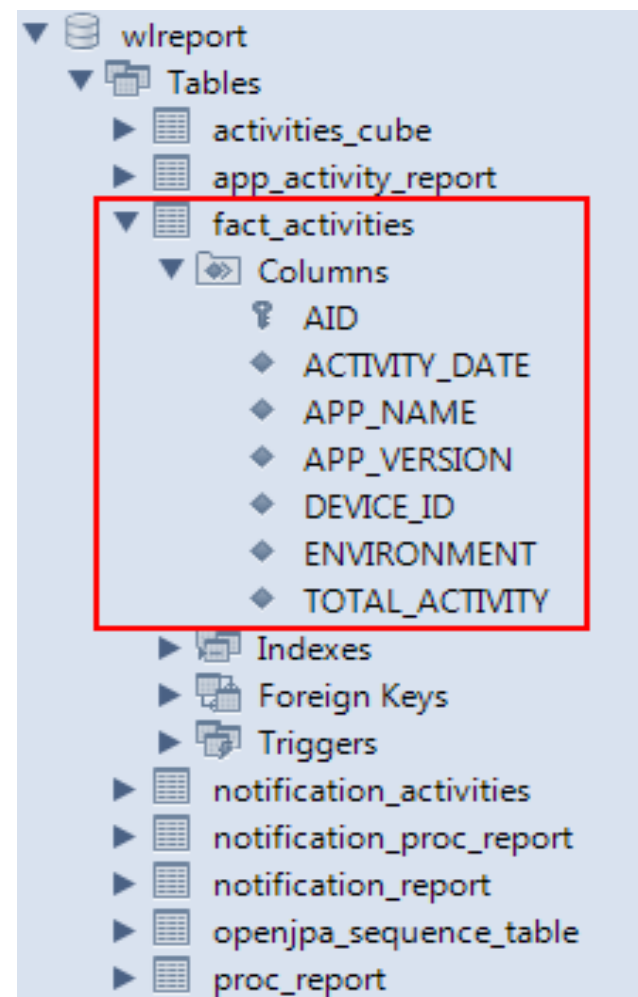 wlreport
Tables
activities_cube
app_activity_report
fact_activities
Columns
AID
ACTIVITY_DATE
APP_NAME
APP_VERSION
DEVICE_ID
ENVIRONMENT
TOTAL_ACTIVITY
Indexes
Foreign Keys
Triggers
notification_activities
notification_proc_report
notification_report
openjpa_sequence_table
proc_report